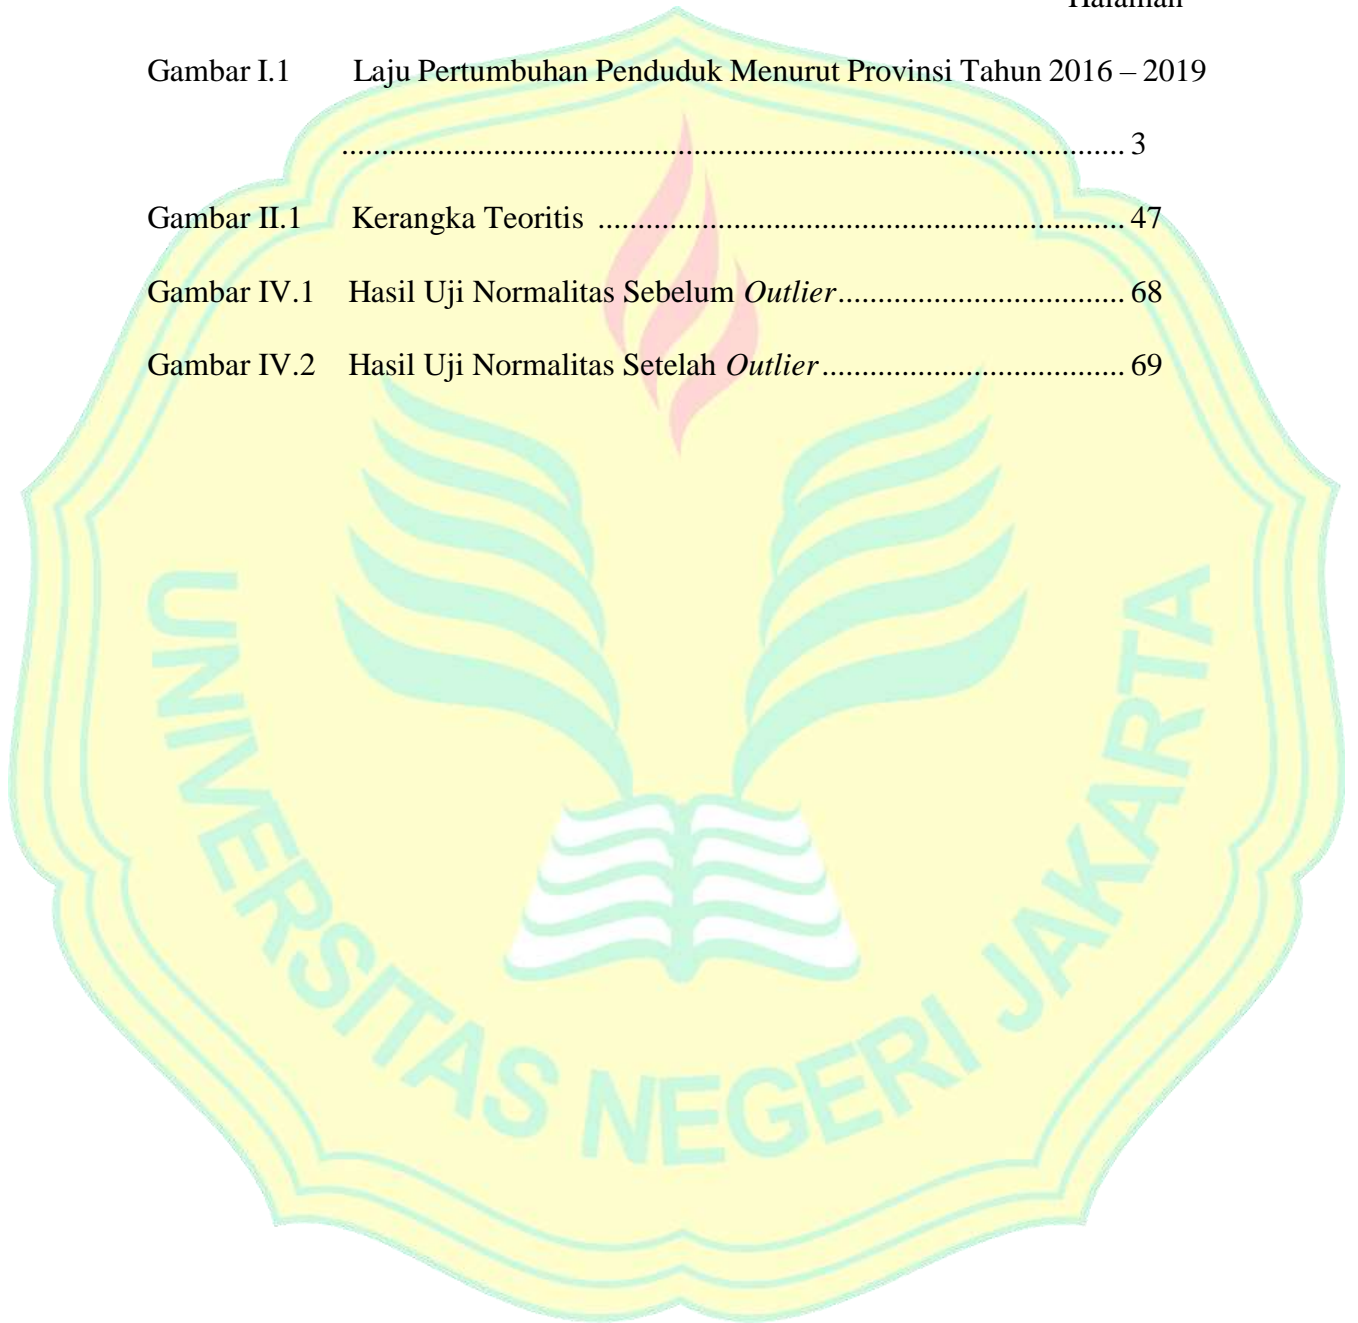 Halaman
Gambar I.1 Laju Pertumbuhan Penduduk Menurut Provinsi Tahun 2016 – 2019
.................................................................................................... 3
Gambar II.1 Kerangka Teoritis .................................................................... 47
Gambar IV.1 Hasil Uji Normalitas Sebelum Outlier..................................... 68
Gambar IV.2 Hasil Uji Normalitas Setelah Outlier....................................... 69
UNIVERSITAS NEGERI JAKARTA